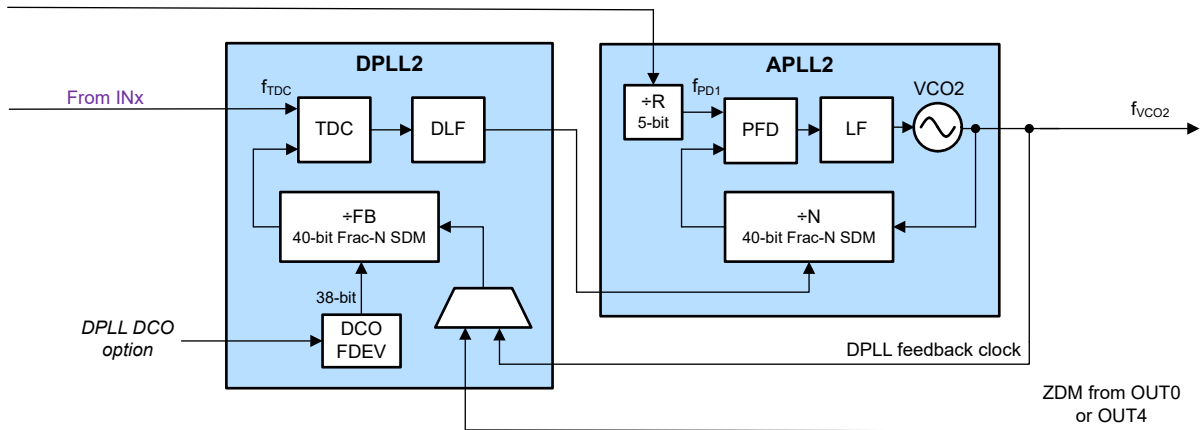 DPLL2
APLL2
From INx
fTDC
TDC
DLF
÷R
5-bit
fPD1
PFD
LF
VCO2
fVCO2
÷FB
40-bit Frac-N SDM
÷N
40-bit Frac-N SDM
38-bit
DPLL DCO
option
DCO
FDEV
DPLL feedback clock
ZDM from OUT0
or OUT4